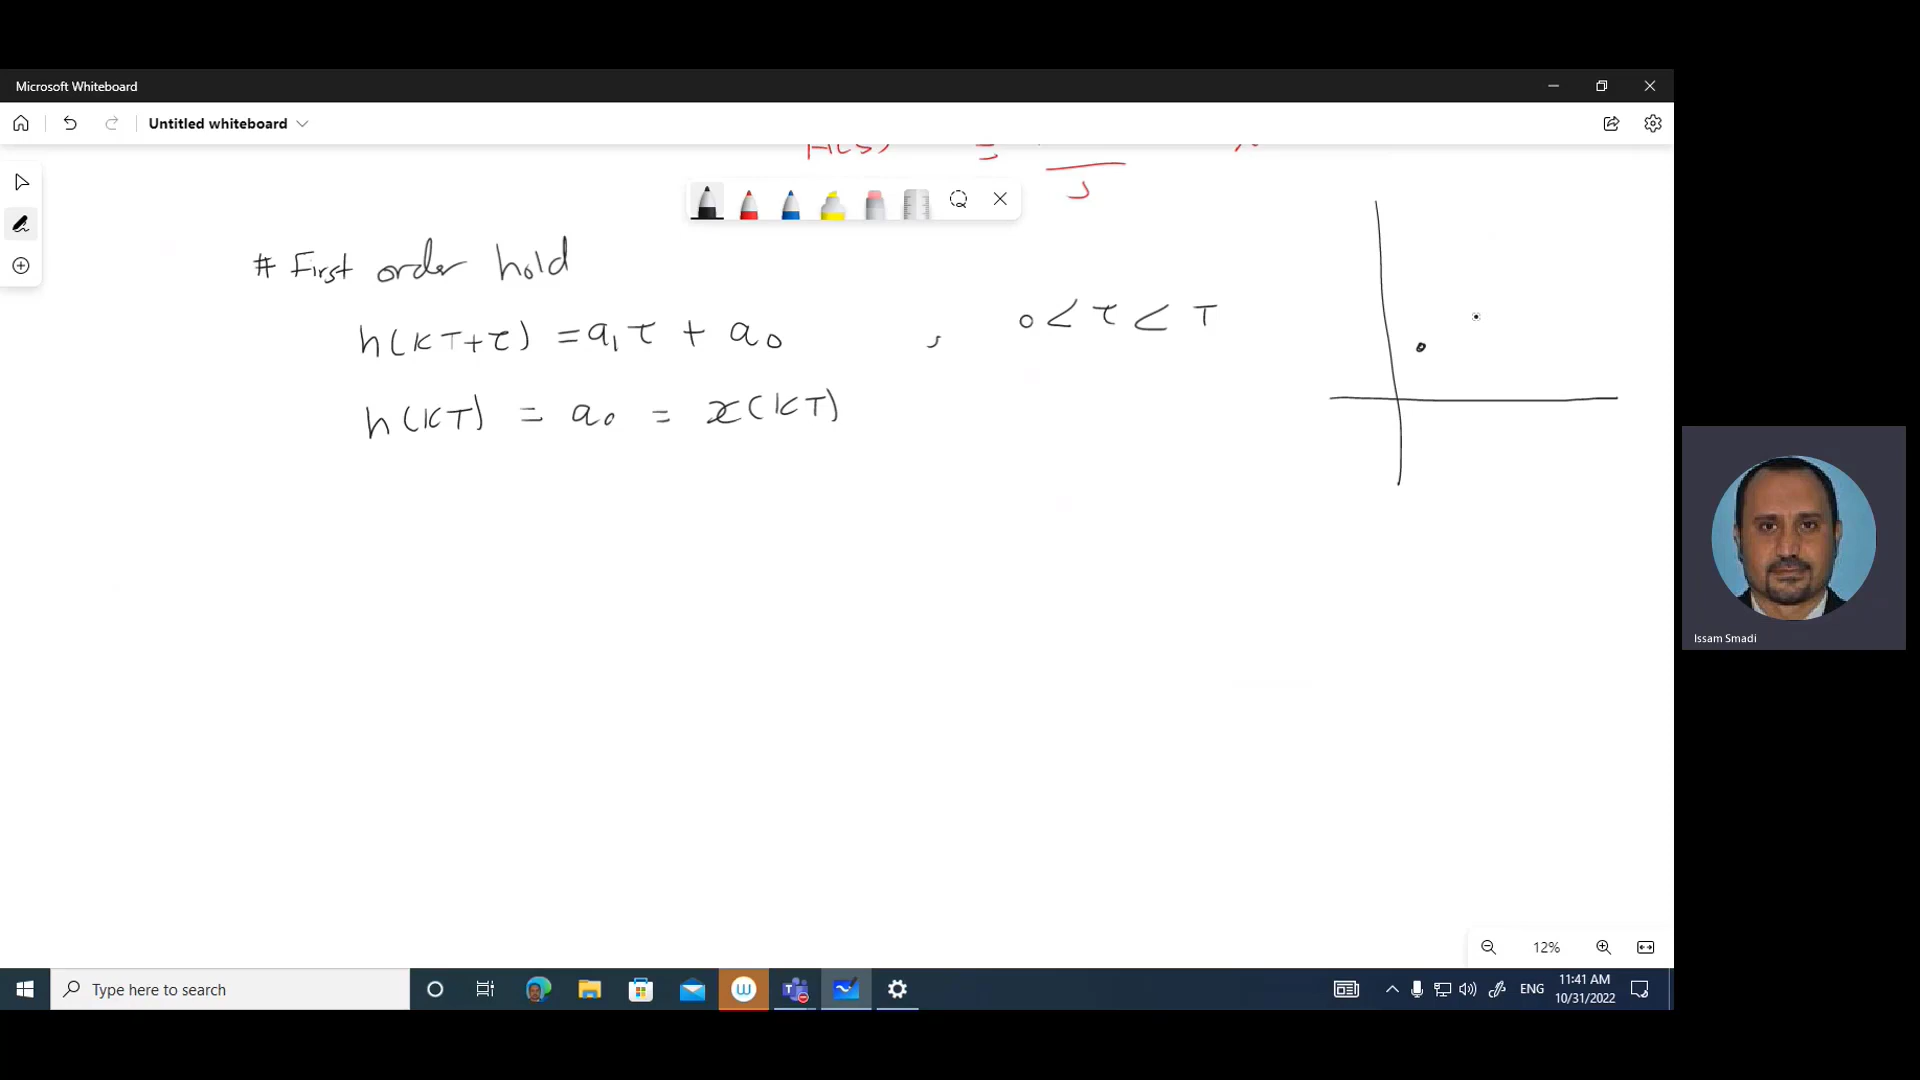 Microsoft Whiteboard
Untitled whiteboard
H(s) =
s
# First order hold
h(kT+τ) = a₁τ + a₀ , 0 < τ < T
h(kT) = a₀ = x(kT)
Issam Smadi
12%
Type here to search
W
T
ENG
11:41 AM
10/31/2022